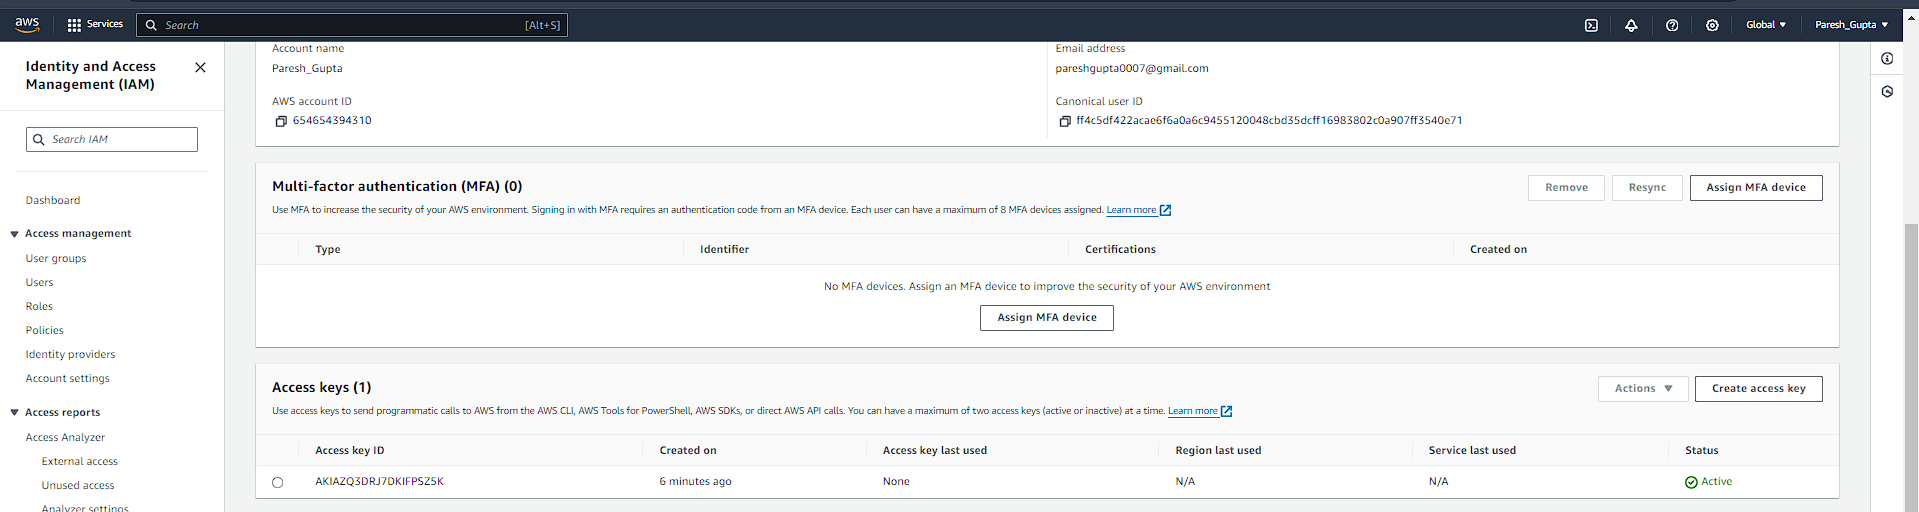 aws Services Search [Alt+S] Global Paresh_Gupta
Identity and Access
Management (IAM)
Search IAM
Dashboard
Access management
User groups
Users
Roles
Policies
Identity providers
Account settings
Access reports
Access Analyzer
External access
Unused access
Analyzer settings
Account name
Paresh_Gupta
AWS account ID
654654394310
Email address
pareshgupta0007@gmail.com
Canonical user ID
ff4c5df422acae6f6a0a6c9455120048cbd35dcff16983802c0a907ff3540e71
Multi-factor authentication (MFA) (0)
Remove Resync Assign MFA device
Use MFA to increase the security of your AWS environment. Signing in with MFA requires an authentication code from an MFA device. Each user can have a maximum of 8 MFA devices assigned. Learn more
Type Identifier Certifications Created on
No MFA devices. Assign an MFA device to improve the security of your AWS environment
Assign MFA device
Access keys (1)
Actions Create access key
Use access keys to send programmatic calls to AWS from the AWS CLI, AWS Tools for PowerShell, AWS SDKs, or direct AWS API calls. You can have a maximum of two access keys (active or inactive) at a time. Learn more
Access key ID Created on Access key last used Region last used Service last used Status
AKIAZQ3DRJ7DKIFPSZ5K 6 minutes ago None N/A N/A Active